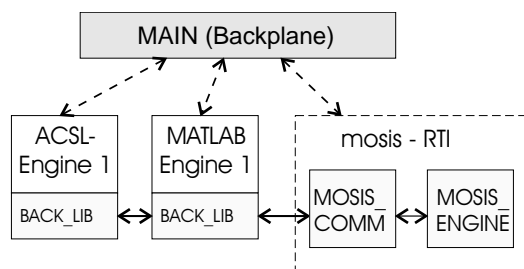 MAIN (Backplane)
ACSL-
Engine 1
BACK_LIB
MATLAB
Engine 1
BACK_LIB
mosis - RTI
MOSIS_
COMM
MOSIS_
ENGINE